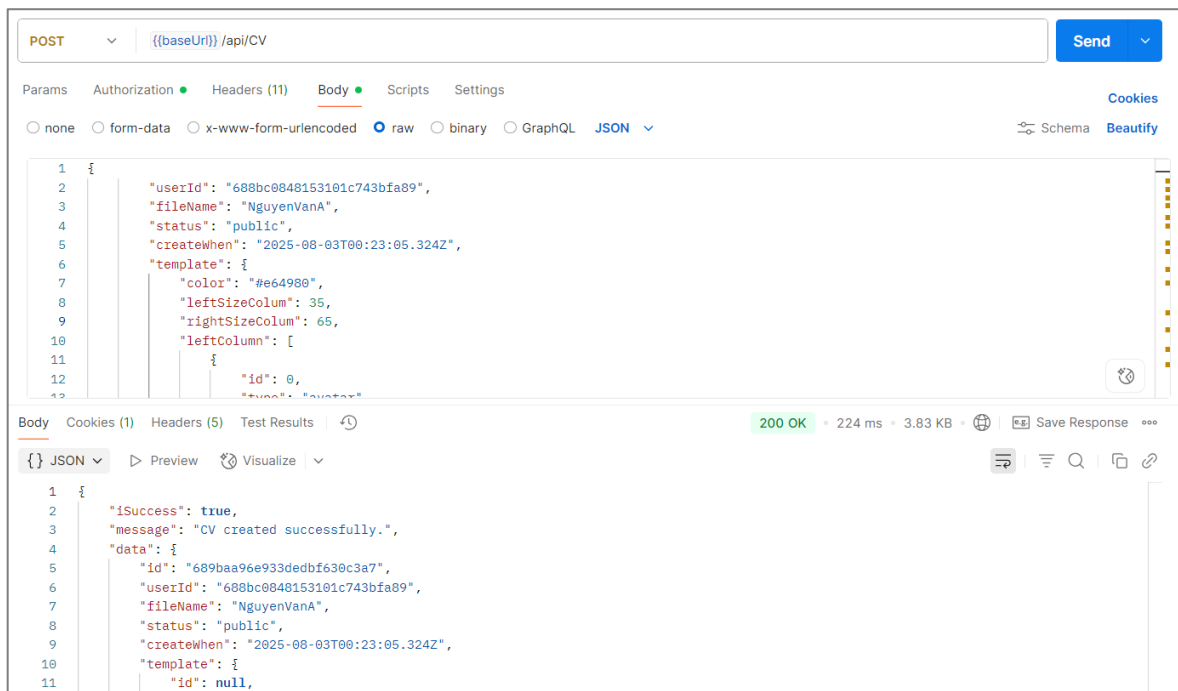 POST {{baseUrl}} /api/CV Send
Params Authorization Headers (11) Body Scripts Settings Cookies
none form-data x-www-form-urlencoded raw binary GraphQL JSON Schema Beautify
1 {
2 "userId": "688bc0848153101c743bfa89",
3 "fileName": "NguyenVanA",
4 "status": "public",
5 "createWhen": "2025-08-03T00:23:05.324Z",
6 "template": {
7 "color": "#e64980",
8 "leftSizeColum": 35,
9 "rightSizeColum": 65,
10 "leftColumn": [
11 {
12 "id": 0,
13 "type": "avatar"
Body Cookies (1) Headers (5) Test Results 200 OK 224 ms 3.83 KB e.g. Save Response
{} JSON Preview Visualize
1 {
2 "iSuccess": true,
3 "message": "CV created successfully.",
4 "data": {
5 "id": "689baa96e933dedbf630c3a7",
6 "userId": "688bc0848153101c743bfa89",
7 "fileName": "NguyenVanA",
8 "status": "public",
9 "createWhen": "2025-08-03T00:23:05.324Z",
10 "template": {
11 "id": null,